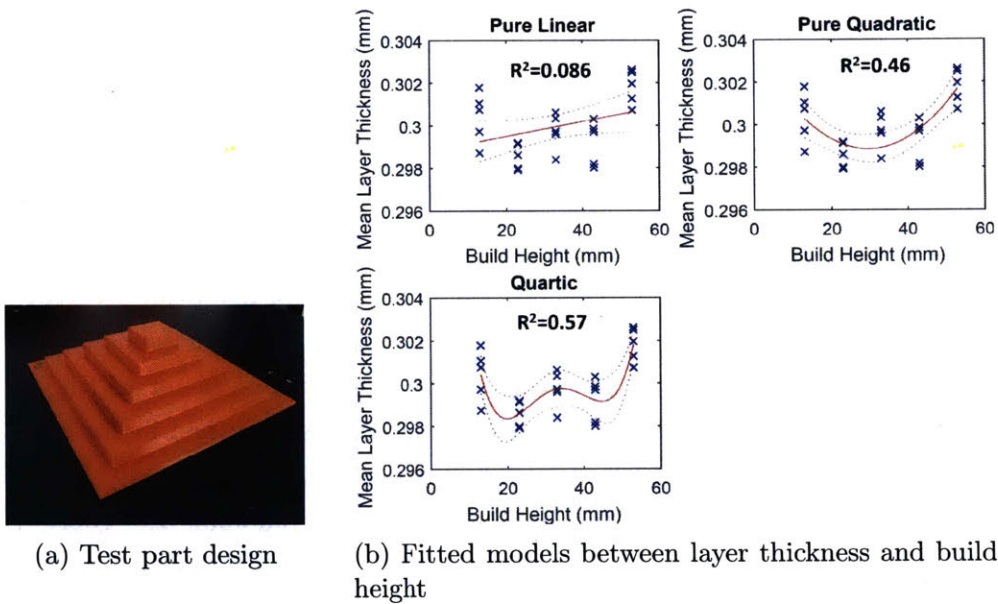 Pure Linear
R²=0.086
Mean Layer Thickness (mm)
0.304
0.302
0.3
0.298
0.296
0
20
40
60
Build Height (mm)
Pure Quadratic
R²=0.46
Mean Layer Thickness (mm)
0.304
0.302
0.3
0.298
0.296
0
20
40
60
Build Height (mm)
Quartic
R²=0.57
Mean Layer Thickness (mm)
0.304
0.302
0.3
0.298
0.296
0
20
40
60
Build Height (mm)
(a) Test part design
(b) Fitted models between layer thickness and build
height